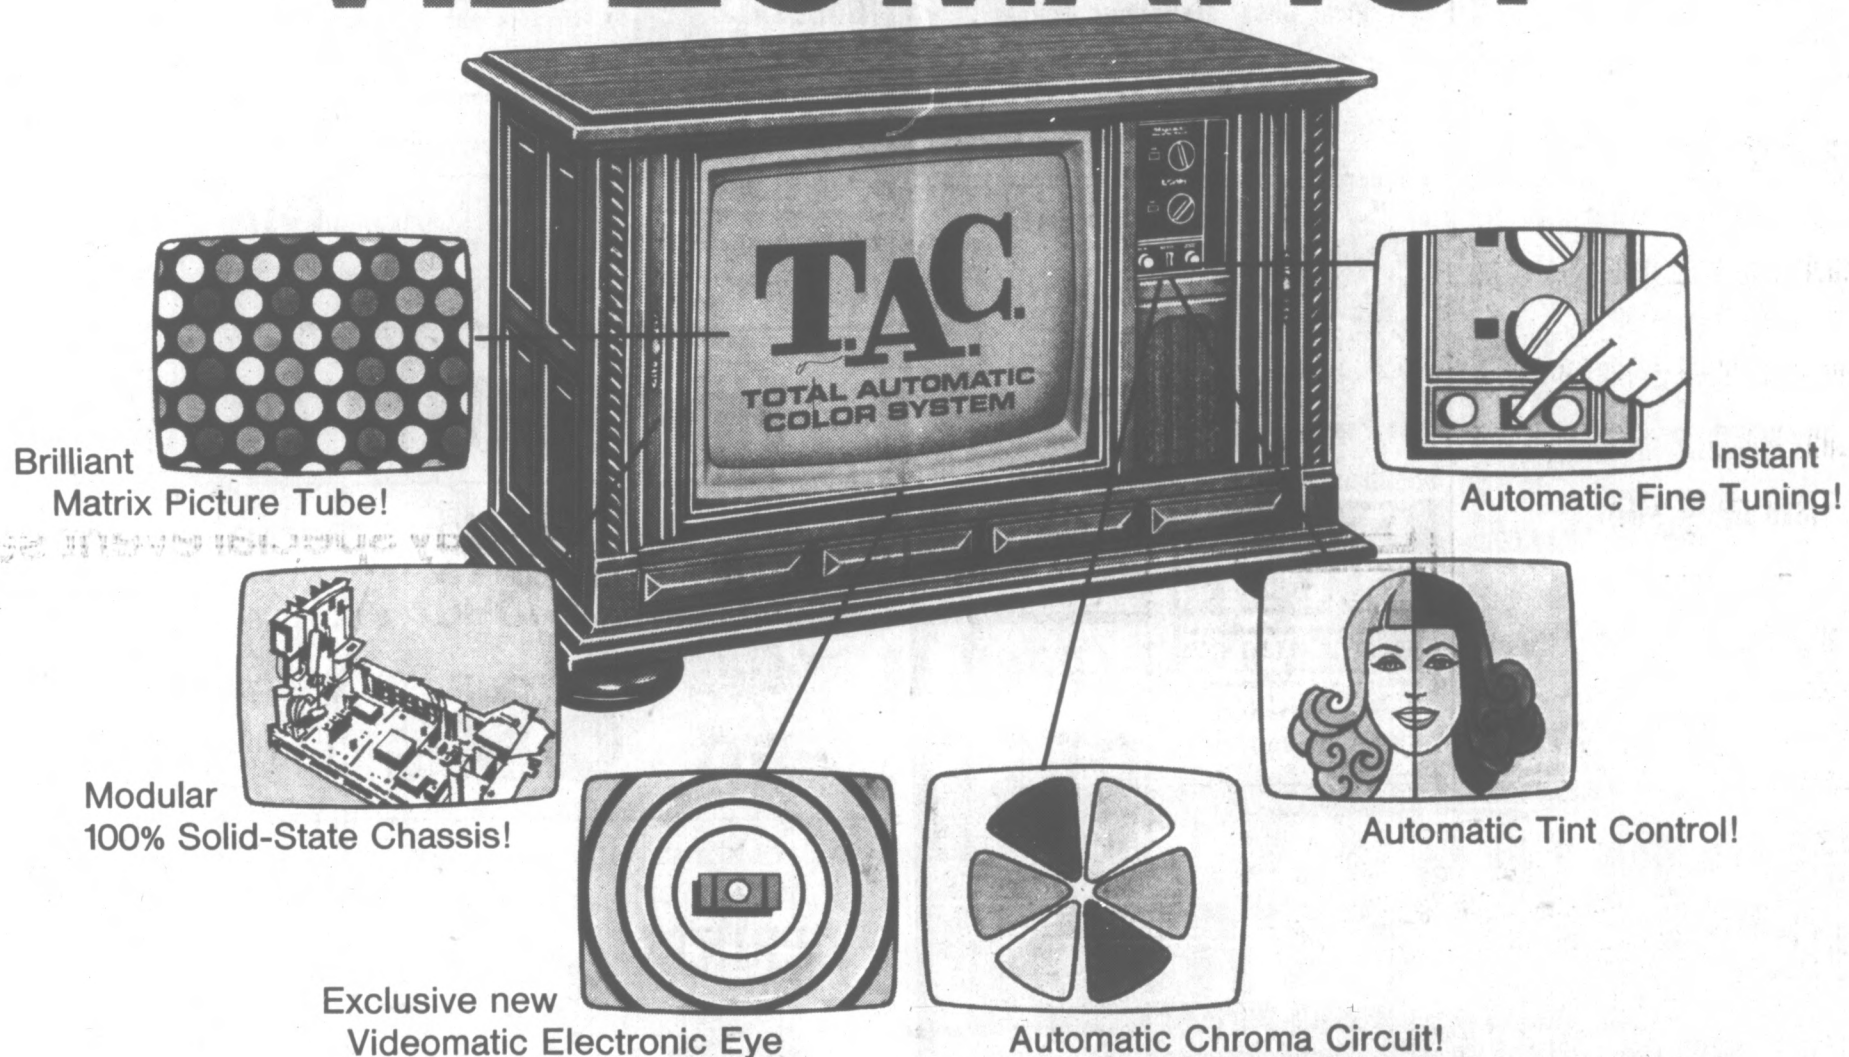 VIDEOMATIC!
T.A.C.
TOTAL AUTOMATIC
COLOR SYSTEM
Brilliant
Matrix Picture Tube!
Instant
Automatic Fine Tuning!
Modular
100% Solid-State Chassis!
Automatic Tint Control!
Exclusive new
Videomatic Electronic Eye
Automatic Chroma Circuit!